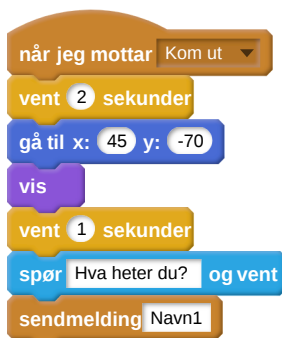 når jeg mottar Kom ut
vent 2 sekunder
gå til x: 45 y: -70
vis
vent 1 sekunder
spør Hva heter du? og vent
sendmelding Navn1